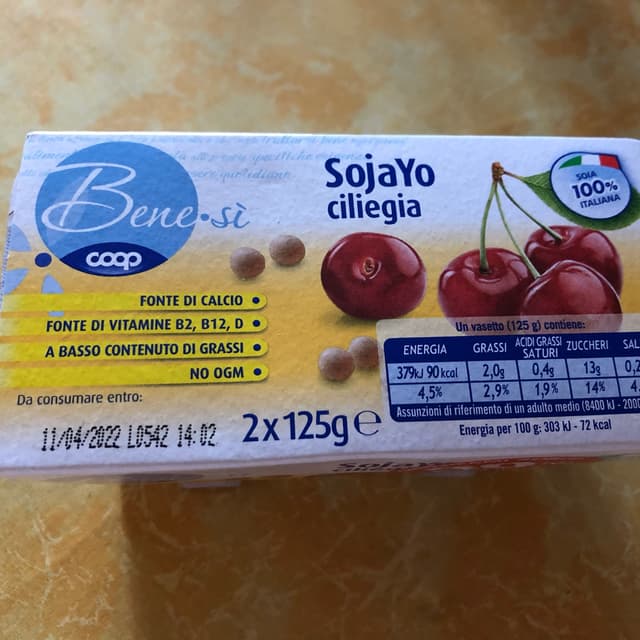 Bene•sì
coop
SojaYo
ciliegia
SOIA
100%
ITALIANA
FONTE DI CALCIO •
FONTE DI VITAMINE B2, B12, D •
A BASSO CONTENUTO DI GRASSI •
NO OGM •
Da consumare entro:
11/04/2022 L0542 14:02
2x125g e
Un vasetto (125 g) contiene:
ENERGIA GRASSI ACIDI GRASSI SATURI ZUCCHERI
379kJ 90 kcal 2,0g 0,4g 13g
4,5% 2,9% 1,9% 14%
Assunzioni di riferimento di un adulto medio (8400 kJ - 2000
Energia per 100 g: 303 kJ - 72 kcal
SojaYo